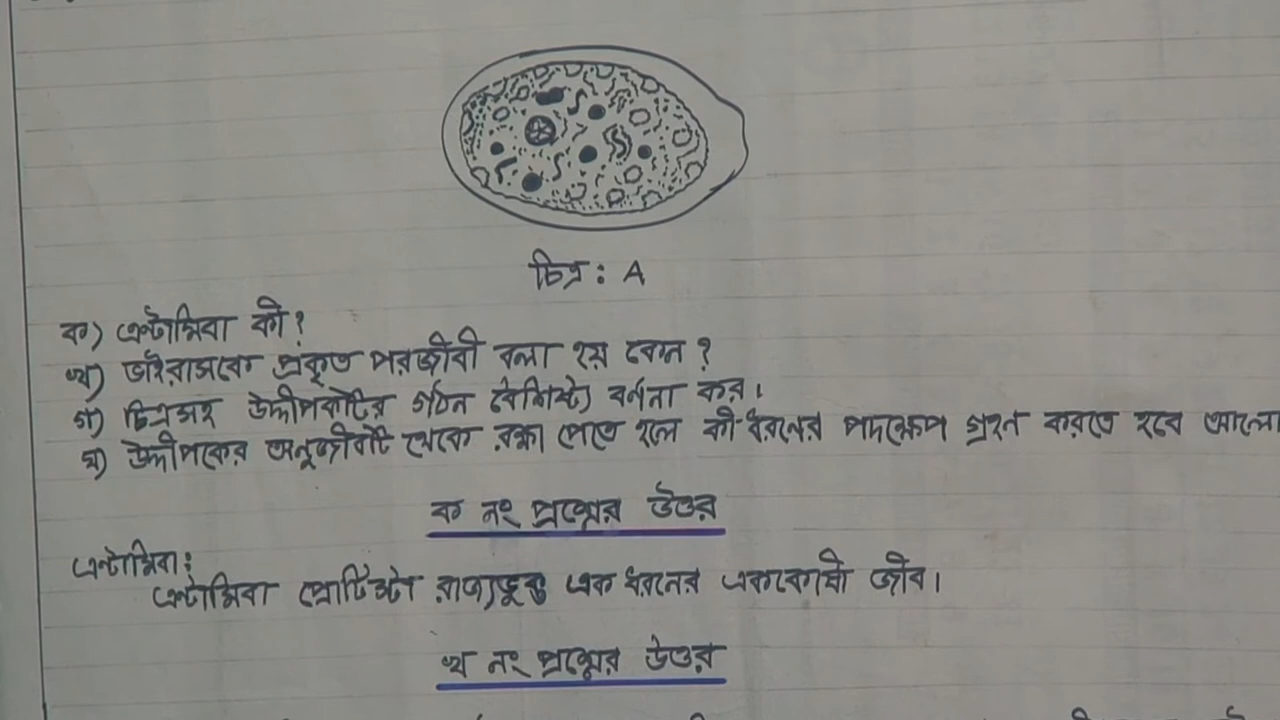 চিত্র : A
ক) এন্টামিবা কী ?
খ) ভাইরাসকে প্রকৃত পরজীবী বলা হয় কেন ?
গ) চিত্রসহ উদ্দীপকটির গঠন বৈশিষ্ট্য বর্ণনা কর।
ঘ) উদ্দীপকের অনুজীবটি থেকে রক্ষা পেতে হলে কী ধরনের পদক্ষেপ গ্রহন করতে হবে আলো
ক নং প্রশ্নের উত্তর
এন্টামিবা :
এন্টামিবা প্রোটিস্টা রাজ্যভুক্ত এক ধরনের এককোষী জীব।
খ নং প্রশ্নের উত্তর